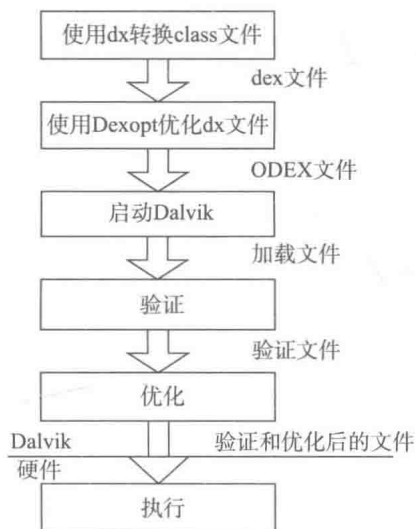 使用dx转换class文件
dex文件
使用Dexopt优化dx文件
ODEX文件
启动Dalvik
加载文件
验证
验证文件
优化
Dalvik
验证和优化后的文件
硬件
执行